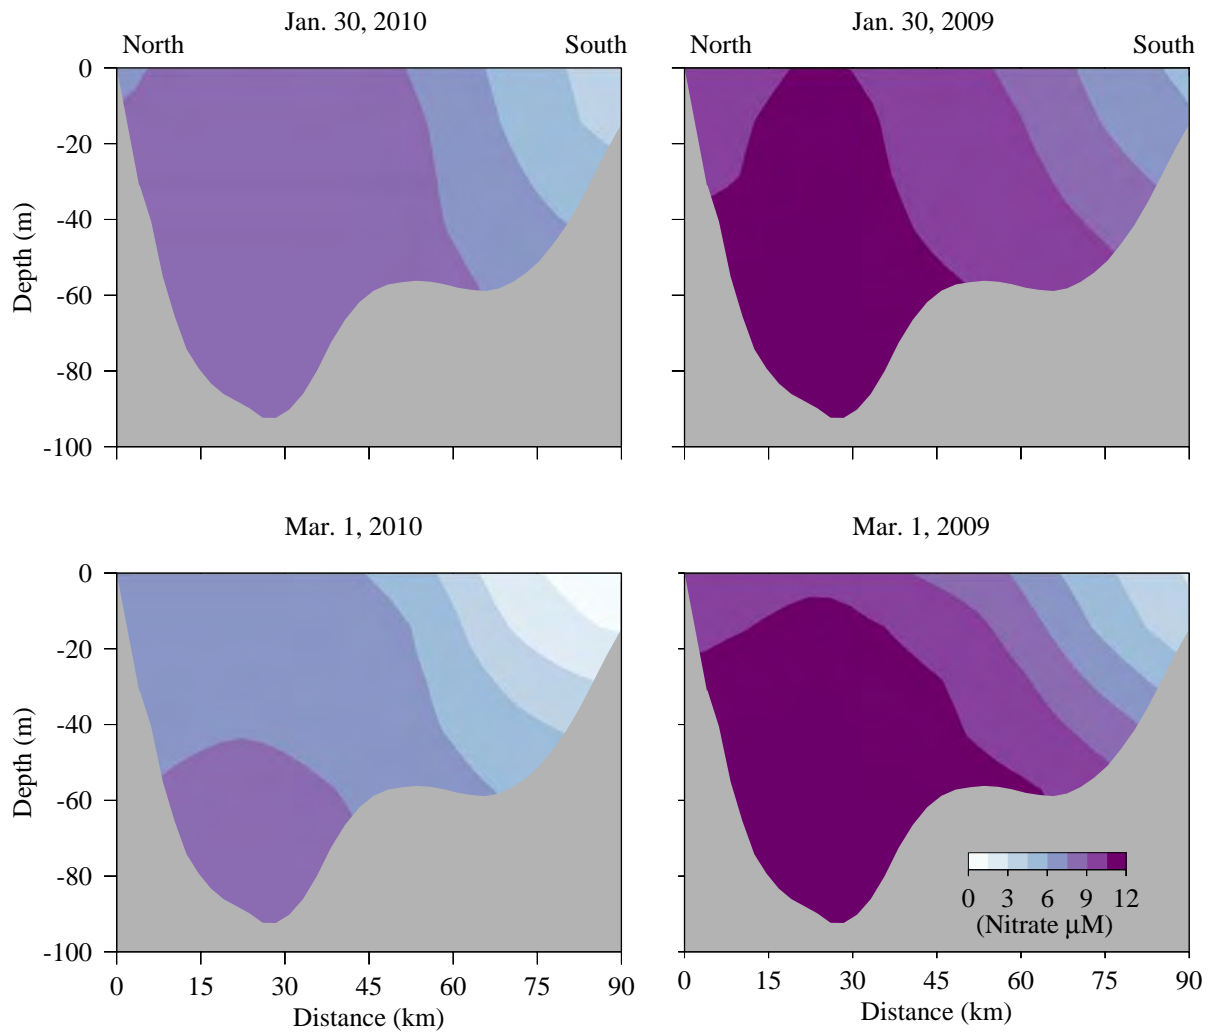 Jan. 30, 2010
North South
0
-20
-40
-60
-80
-100
Depth (m)
Jan. 30, 2009
North South
Mar. 1, 2010
0
-20
-40
-60
-80
-100
Depth (m)
0 15 30 45 60 75 90
Distance (km)
Mar. 1, 2009
0 3 6 9 12
(Nitrate μM)
0 15 30 45 60 75 90
Distance (km)